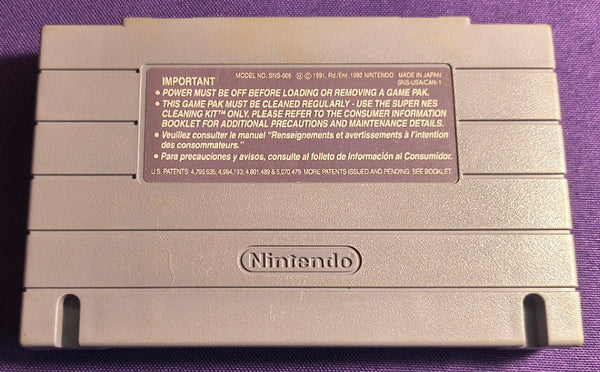 IMPORTANT
MODEL NO. SNS-006 Ⓜ © 1991, Rd./Enr. 1992 NINTENDO MADE IN JAPAN
SNS-USA/CAN-1
• POWER MUST BE OFF BEFORE LOADING OR REMOVING A GAME PAK.
• THIS GAME PAK MUST BE CLEANED REGULARLY - USE THE SUPER NES
CLEANING KIT™ ONLY. PLEASE REFER TO THE CONSUMER INFORMATION
BOOKLET FOR ADDITIONAL PRECAUTIONS AND MAINTENANCE DETAILS.
• Veuillez consulter le manuel "Renseignements et avertissements à l'intention
des consommateurs."
• Para precauciones y avisos, consulte al folleto de Información al Consumidor.
U.S. PATENTS: 4,799,635; 4,984,193; 4,801,489 & 5,070,479. MORE PATENTS ISSUED AND PENDING. SEE BOOKLET.
Nintendo